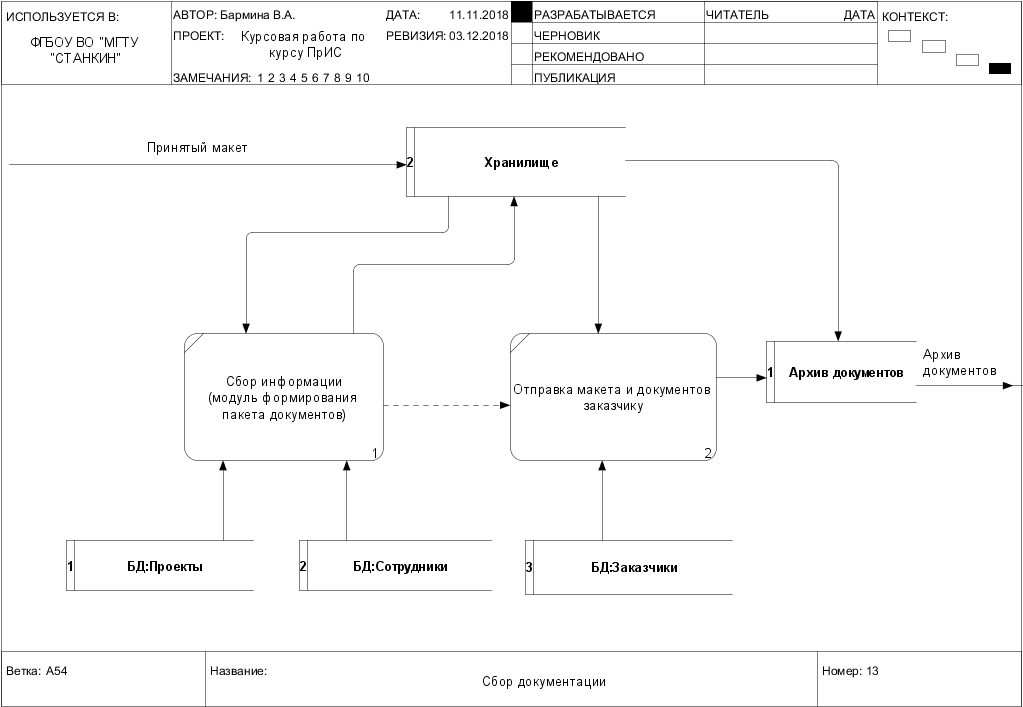 ИСПОЛЬЗУЕТСЯ В:
ФГБОУ ВО "МГТУ
"СТАНКИН"
АВТОР: Бармина В.А.
ДАТА: 11.11.2018
ПРОЕКТ: Курсовая работа по
курсу ПрИС
РЕВИЗИЯ: 03.12.2018
ЗАМЕЧАНИЯ: 1 2 3 4 5 6 7 8 9 10
РАЗРАБАТЫВАЕТСЯ
ЧЕРНОВИК
РЕКОМЕНДОВАНО
ПУБЛИКАЦИЯ
ЧИТАТЕЛЬ ДАТА
КОНТЕКСТ:
Принятый макет
2 Хранилище
Сбор информации
(модуль формирования
пакета документов)
1
Отправка макета и документов
заказчику
2
1 Архив документов
Архив
документов
1 БД:Проекты
2 БД:Сотрудники
3 БД:Заказчики
Ветка: A54
Название:
Сбор документации
Номер: 13